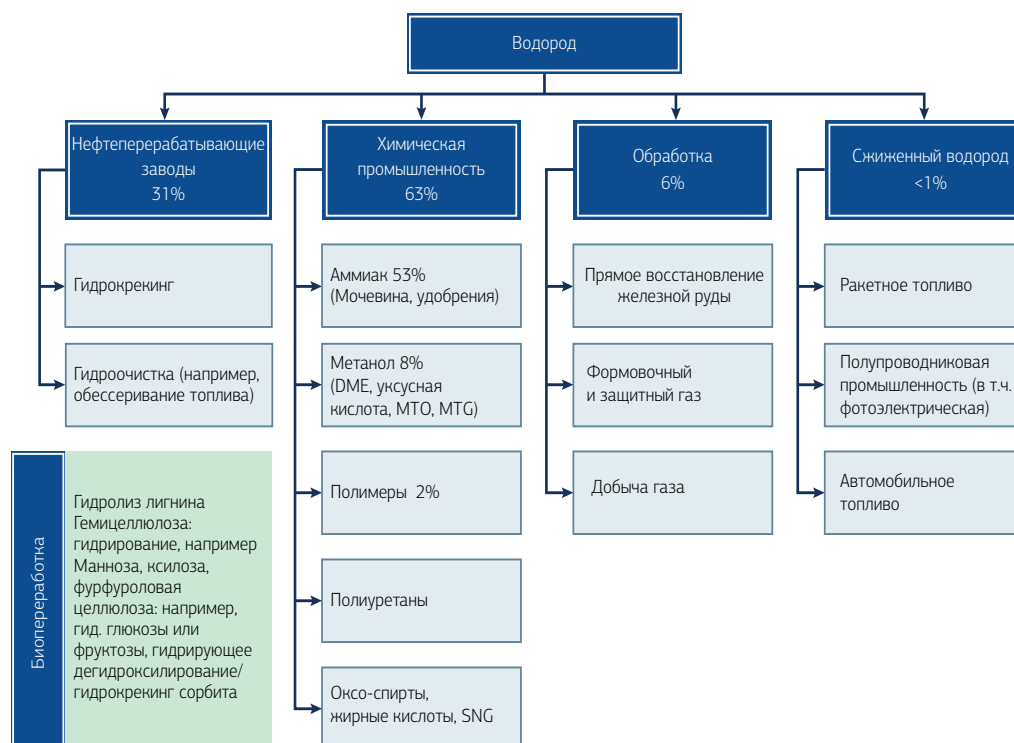 Водород
Нефтеперерабатывающие
заводы
31%
Химическая
промышленность
63%
Обработка
6%
Сжиженный водород
<1%
Гидрокрекинг
Аммиак 53%
(Мочевина, удобрения)
Прямое восстановление
железной руды
Ракетное топливо
Гидроочистка (например,
обессеривание топлива)
Метанол 8%
(DME, уксусная
кислота, MTO, MTG)
Формовочный
и защитный газ
Полупроводниковая
промышленность (в т.ч.
фотоэлектрическая)
Биопереработка
Гидролиз лигнина
Гемицеллюлоза:
гидрирование, например
Манноза, ксилоза,
фурфуроловая
целлюлоза: например,
гид. глюкозы или
фруктозы, гидрирующее
дегидроксилирование/
гидрокрекинг сорбита
Полимеры 2%
Добыча газа
Автомобильное
топливо
Полиуретаны
Оксо-спирты,
жирные кислоты, SNG